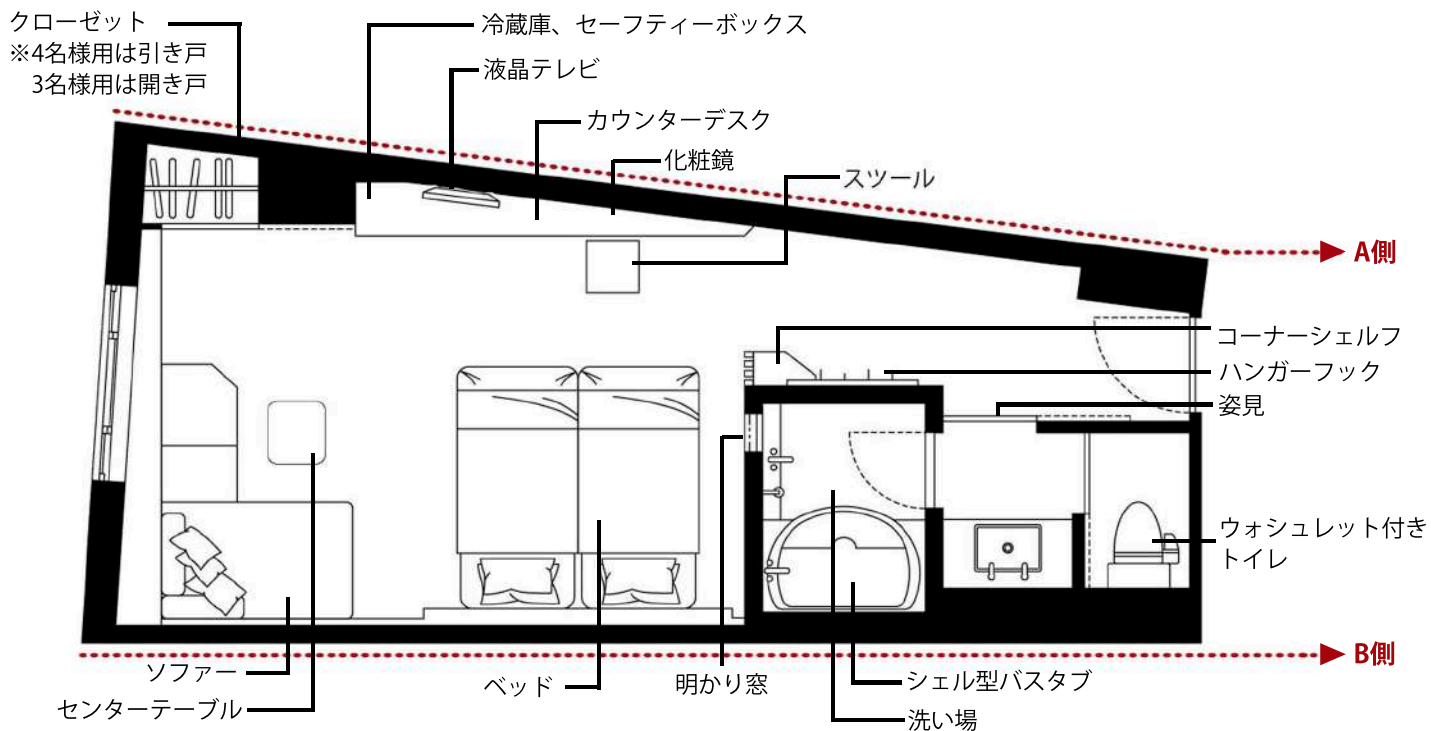 クローゼット
※4名様用は引き戸
3名様用は開き戸
冷蔵庫、セーフティーボックス
液晶テレビ
カウンターデスク
化粧鏡
スツール
A側
コーナーシェルフ
ハンガーフック
姿見
ウォシュレット付き
トイレ
B側
ソファー
センターテーブル
ベッド
明かり窓
シェル型バスタブ
洗い場